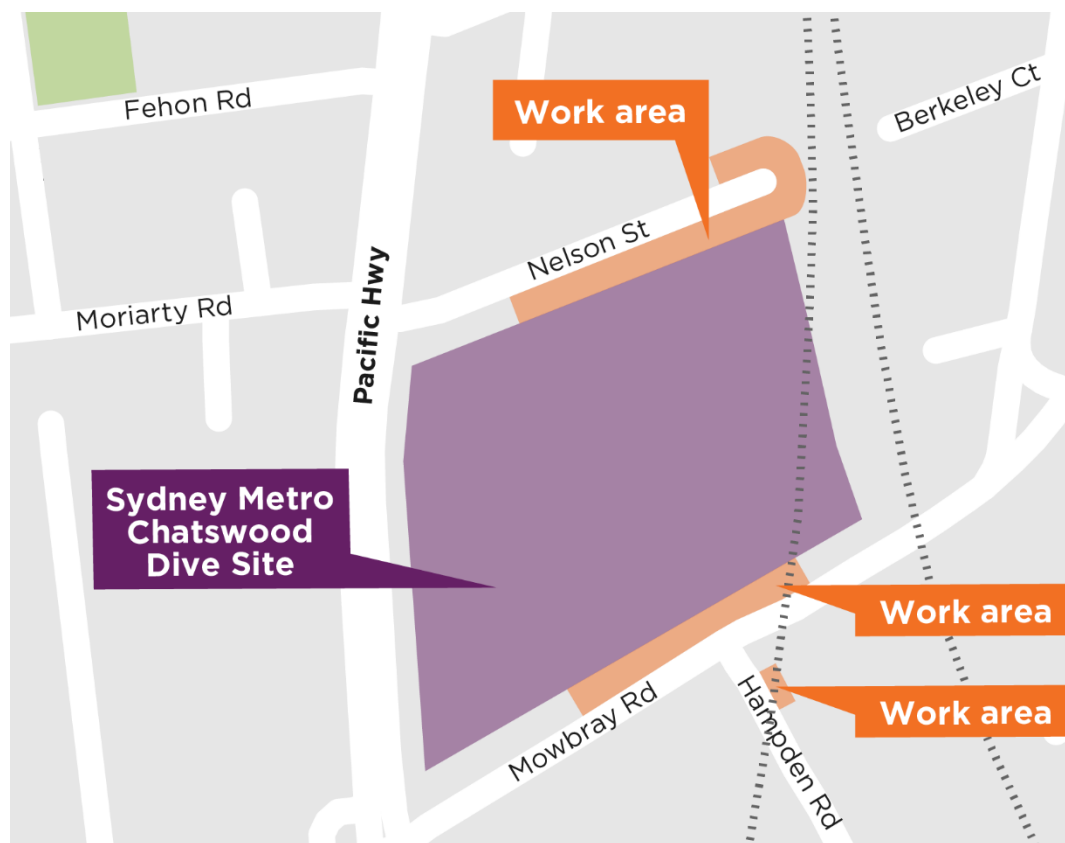 Fehon Rd
Work area
Berkeley Ct
Nelson St
Moriarty Rd
Pacific Hwy
Sydney Metro
Chatswood
Dive Site
Work area
Mowbray Rd
Hampden Rd
Work area